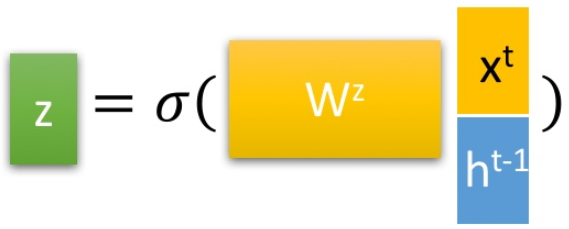 z = σ( W^z x^t
h^t-1 )